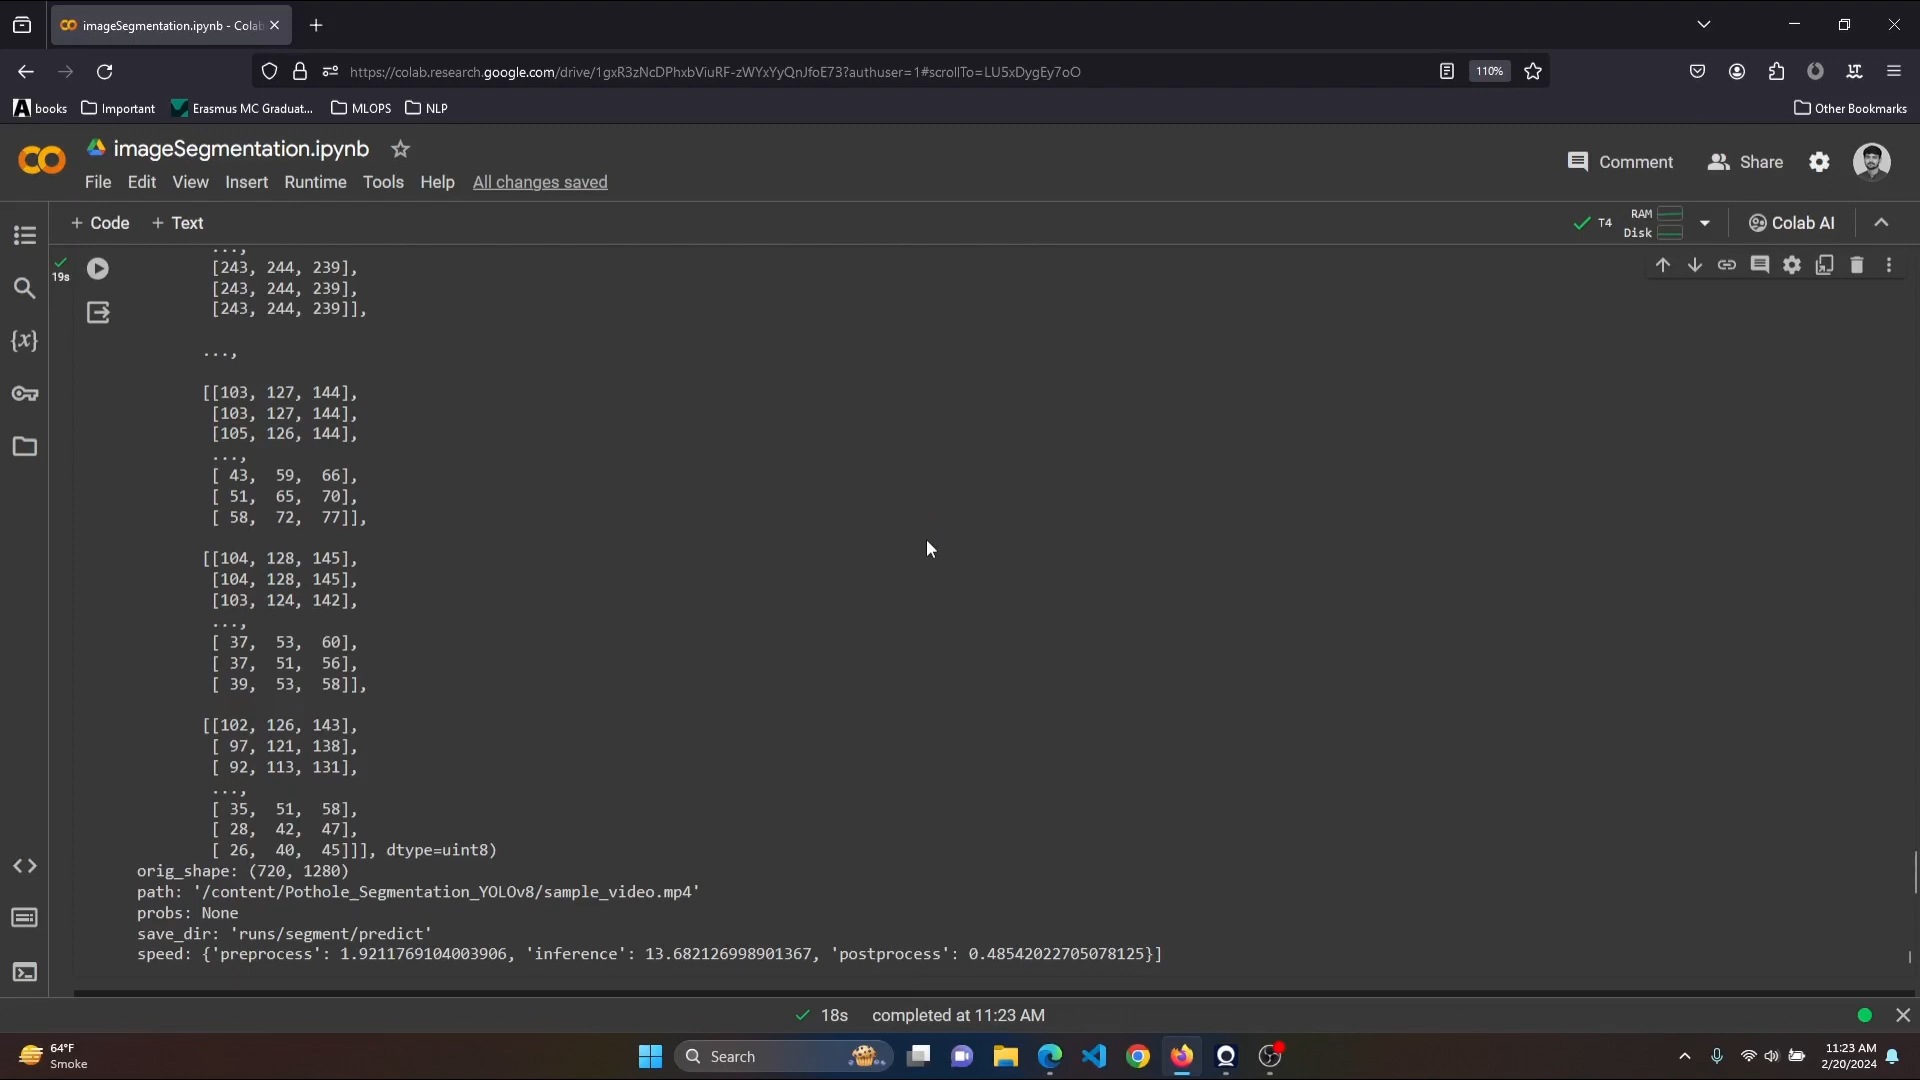 imageSegmentation.ipynb - Colab
https://colab.research.google.com/drive/1gxR3zNcDPhxbViuRF-zWYxYyQnJfoE73?authuser=1#scrollTo=LU5xDygEy7oO
110%
books
Important
Erasmus MC Graduat...
MLOPS
NLP
Other Bookmarks
imageSegmentation.ipynb
Comment
Share
File Edit View Insert Runtime Tools Help All changes saved
+ Code + Text
T4
RAM
Disk
Colab AI
19s
...,
[243, 244, 239],
[243, 244, 239],
[243, 244, 239]],
...,
[[103, 127, 144],
[103, 127, 144],
[105, 126, 144],
...,
[ 43, 59, 66],
[ 51, 65, 70],
[ 58, 72, 77]],
[[104, 128, 145],
[104, 128, 145],
[103, 124, 142],
...,
[ 37, 53, 60],
[ 37, 51, 56],
[ 39, 53, 58]],
[[102, 126, 143],
[ 97, 121, 138],
[ 92, 113, 131],
...,
[ 35, 51, 58],
[ 28, 42, 47],
[ 26, 40, 45]]], dtype=uint8)
orig_shape: (720, 1280)
path: '/content/Pothole_Segmentation_YOLOv8/sample_video.mp4'
probs: None
save_dir: 'runs/segment/predict'
speed: {'preprocess': 1.9211769104003906, 'inference': 13.682126998901367, 'postprocess': 0.48542022705078125}]
18s completed at 11:23 AM
64°F
Smoke
Search
11:23 AM
2/20/2024